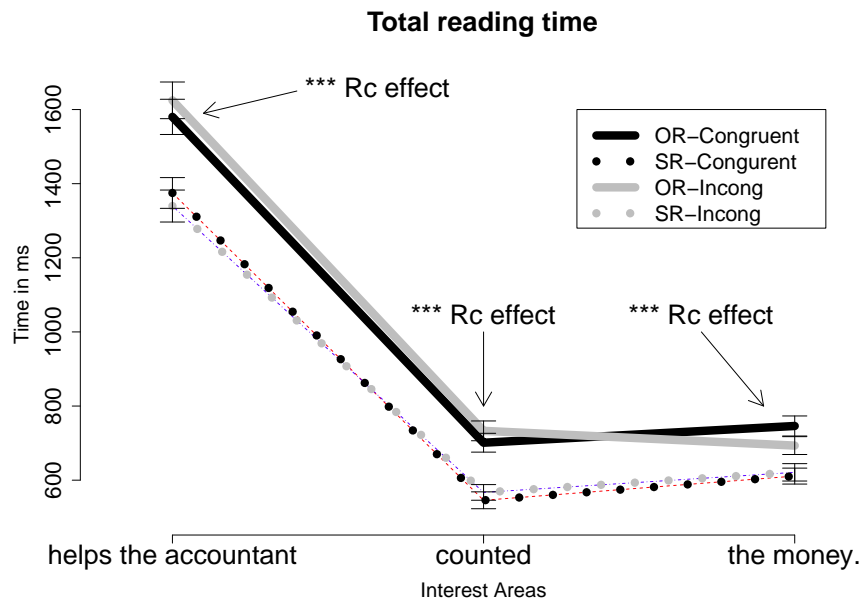 Total reading time
*** Rc effect
OR−Congruent
SR−Congurent
OR−Incong
SR−Incong
*** Rc effect
*** Rc effect
Time in ms
1600
1400
1200
1000
800
600
helps the accountant
counted
the money.
Interest Areas